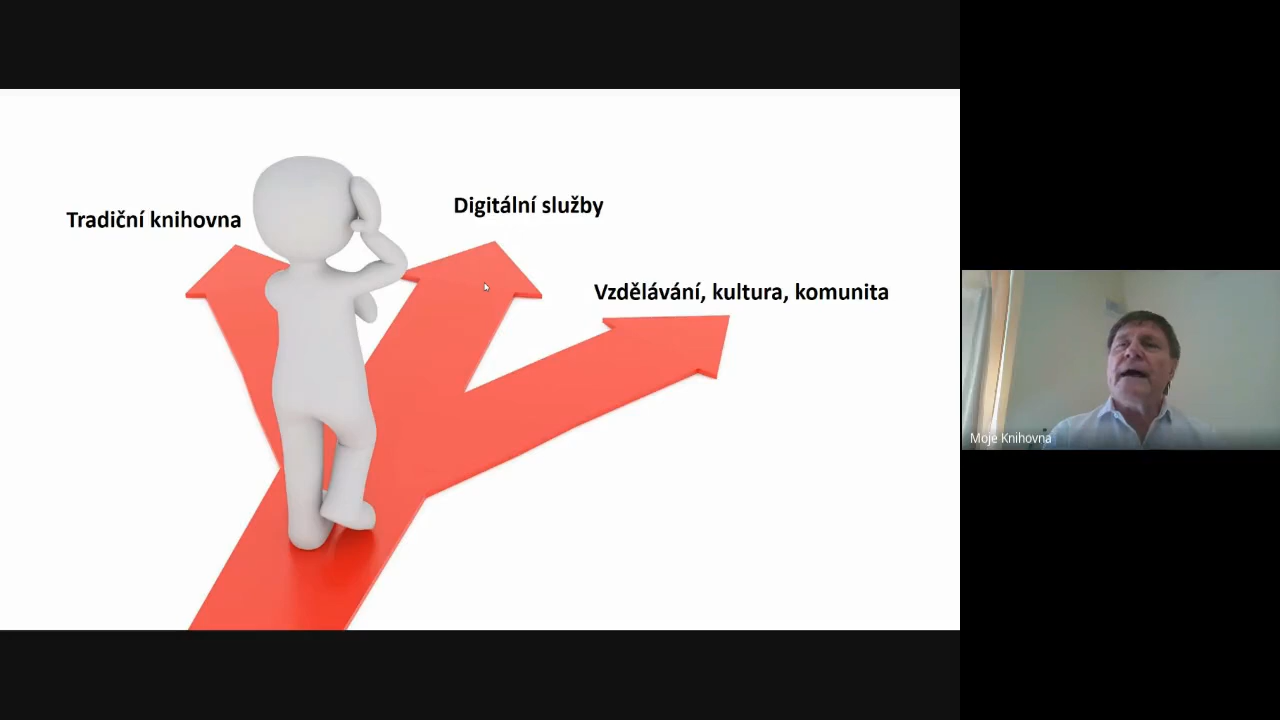 Tradiční knihovna
Digitální služby
Vzdělávání, kultura, komunita
Moje Knihovna